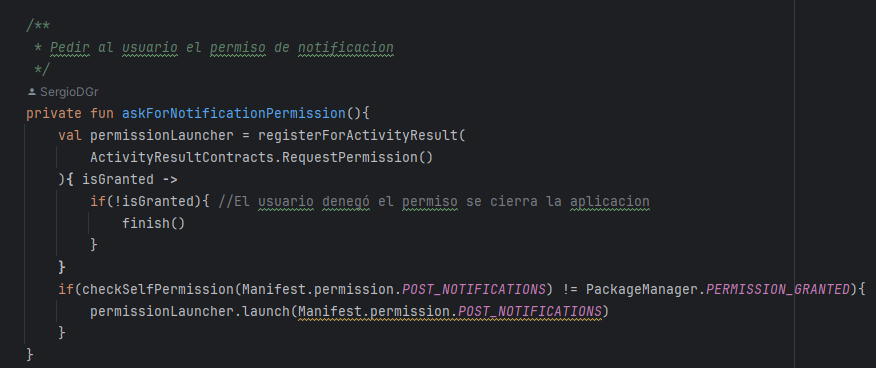 /**
 * Pedir al usuario el permiso de notificacion
 */
SergioDGr
private fun askForNotificationPermission(){
    val permissionLauncher = registerForActivityResult(
        ActivityResultContracts.RequestPermission()
    ){ isGranted ->
        if(!isGranted){ //El usuario denegó el permiso se cierra la aplicacion
            finish()
        }
    }
    if(checkSelfPermission(Manifest.permission.POST_NOTIFICATIONS) != PackageManager.PERMISSION_GRANTED){
        permissionLauncher.launch(Manifest.permission.POST_NOTIFICATIONS)
    }
}